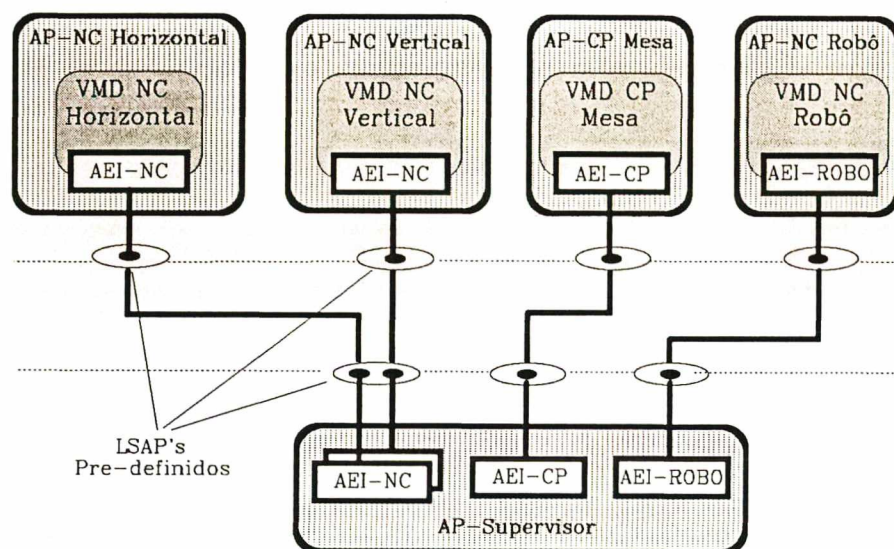 AP-NC Horizontal
AP-NC Vertical
AP-CP Mesa
AP-NC Robô
VMD NC
Horizontal
VMD NC
Vertical
VMD CP
Mesa
VMD NC
Robô
AEI-NC
AEI-NC
AEI-CP
AEI-ROBO
LSAP's
Pre-definidos
AEI-NC
AEI-CP
AEI-ROBO
AP-Supervisor